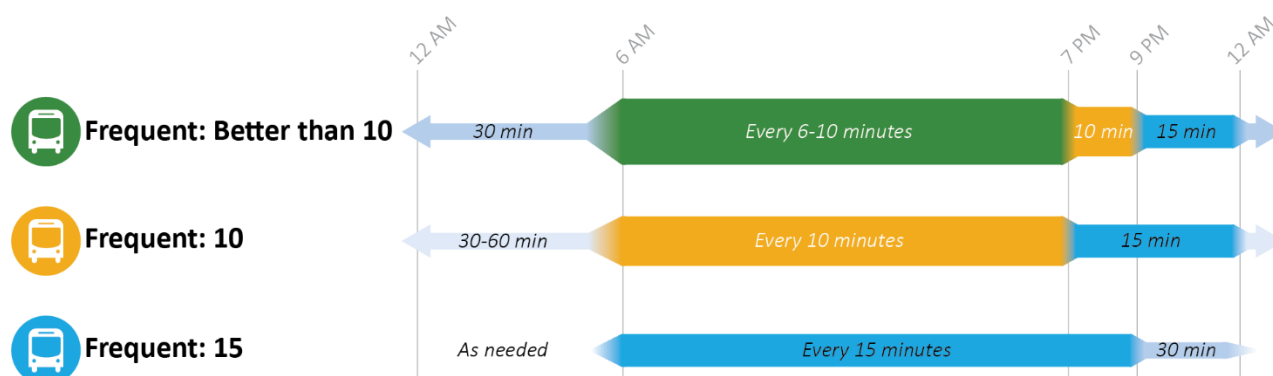 12 AM
6 AM
7 PM
9 PM
12 AM
Frequent: Better than 10
30 min
Every 6-10 minutes
10 min
15 min
Frequent: 10
30-60 min
Every 10 minutes
15 min
Frequent: 15
As needed
Every 15 minutes
30 min